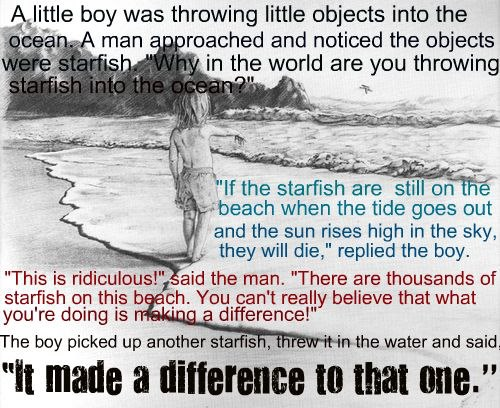 A little boy was throwing little objects into the
ocean. A man approached and noticed the objects
were starfish. "Why in the world are you throwing
starfish into the ocean?"
"If the starfish are still on the
beach when the tide goes out
and the sun rises high in the sky,
they will die," replied the boy.
"This is ridiculous!" said the man. "There are thousands of
starfish on this beach. You can't really believe that what
you're doing is making a difference!"
The boy picked up another starfish, threw it in the water and said,
"It made a difference to that one."